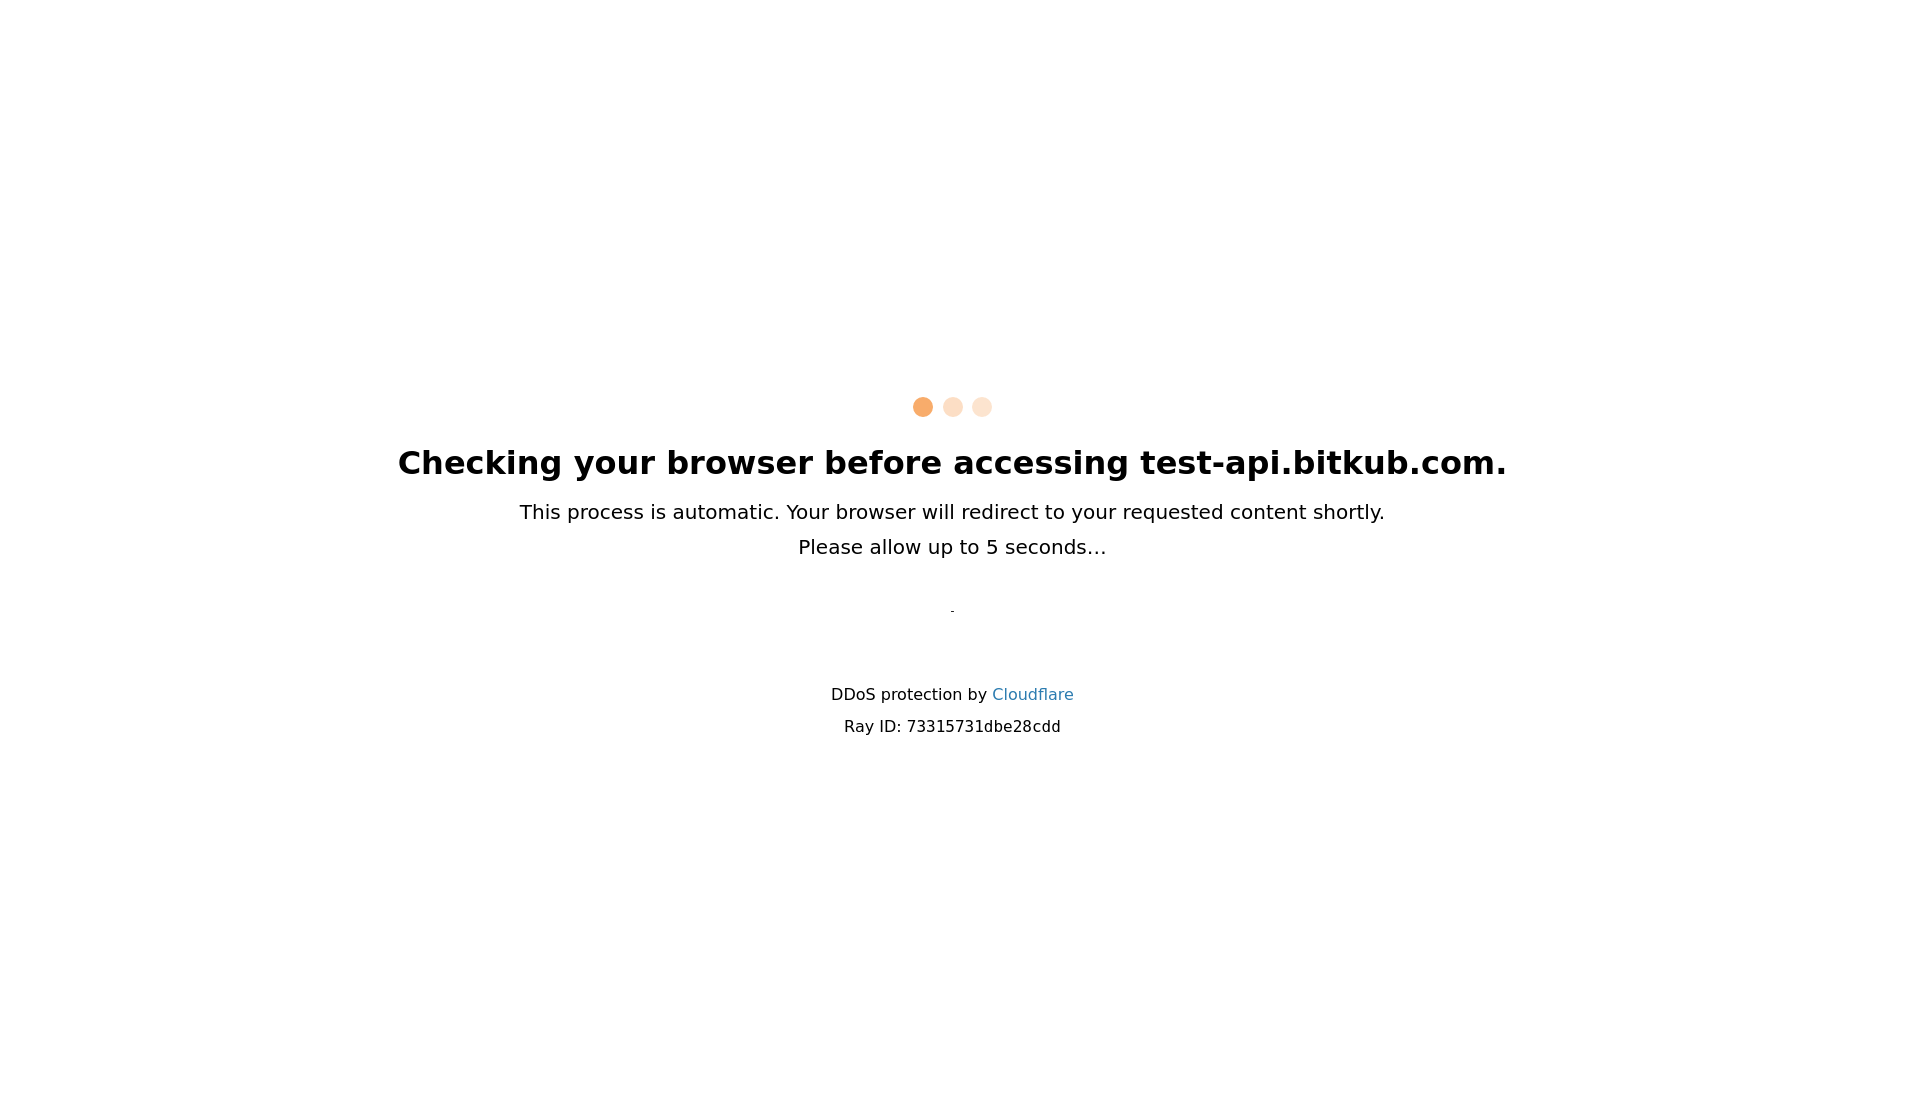 Checking your browser before accessing test-api.bitkub.com.
This process is automatic. Your browser will redirect to your requested content shortly.
Please allow up to 5 seconds…
-
DDoS protection by Cloudflare
Ray ID: 73315731dbe28cdd